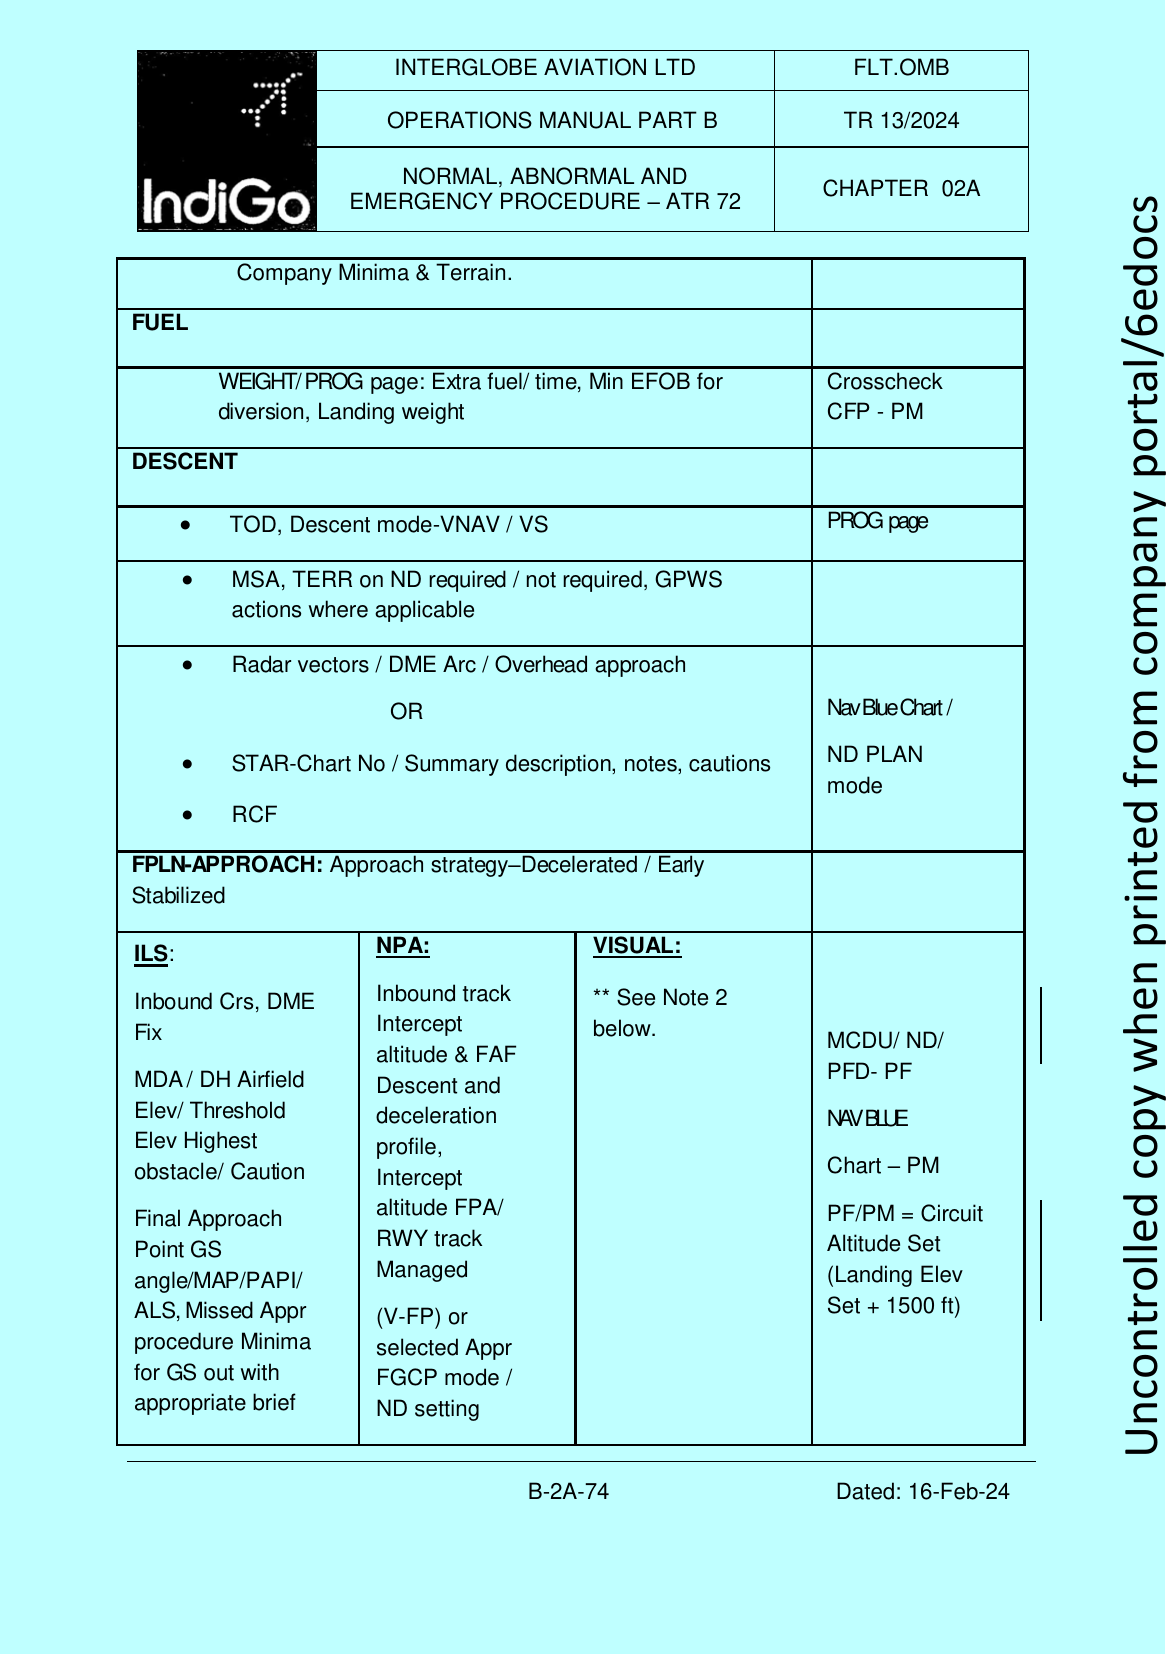 IndiGo
INTERGLOBE AVIATION LTD
FLT.OMB
OPERATIONS MANUAL PART B
TR 13/2024
NORMAL, ABNORMAL AND
EMERGENCY PROCEDURE – ATR 72
CHAPTER 02A
Company Minima & Terrain.
FUEL
WEIGHT/ PROG page: Extra fuel/ time, Min EFOB for
diversion, Landing weight
Crosscheck
CFP - PM
DESCENT
• TOD, Descent mode-VNAV / VS
PROG page
• MSA, TERR on ND required / not required, GPWS
actions where applicable
• Radar vectors / DME Arc / Overhead approach
OR
• STAR-Chart No / Summary description, notes, cautions
• RCF
Nav Blue Chart /
ND PLAN
mode
FPLN-APPROACH: Approach strategy–Decelerated / Early
Stabilized
ILS:
Inbound Crs, DME
Fix
MDA / DH Airfield
Elev/ Threshold
Elev Highest
obstacle/ Caution
Final Approach
Point GS
angle/MAP/PAPI/
ALS, Missed Appr
procedure Minima
for GS out with
appropriate brief
NPA:
Inbound track
Intercept
altitude & FAF
Descent and
deceleration
profile,
Intercept
altitude FPA/
RWY track
Managed
(V-FP) or
selected Appr
FGCP mode /
ND setting
VISUAL:
** See Note 2
below.
MCDU/ ND/
PFD- PF
NAV BLUE
Chart – PM
PF/PM = Circuit
Altitude Set
(Landing Elev
Set + 1500 ft)
B-2A-74
Dated: 16-Feb-24
Uncontrolled copy when printed from company portal/6edocs